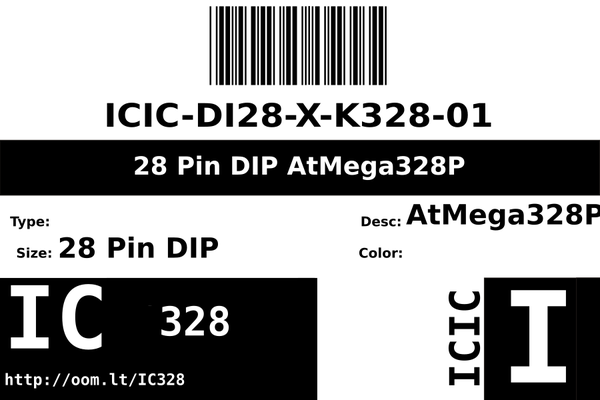 ICIC-DI28-X-K328-01
28 Pin DIP AtMega328P
Type:
Desc: AtMega328P
Size: 28 Pin DIP
Color:
IC 328
http://oom.lt/IC328
ICIC
I